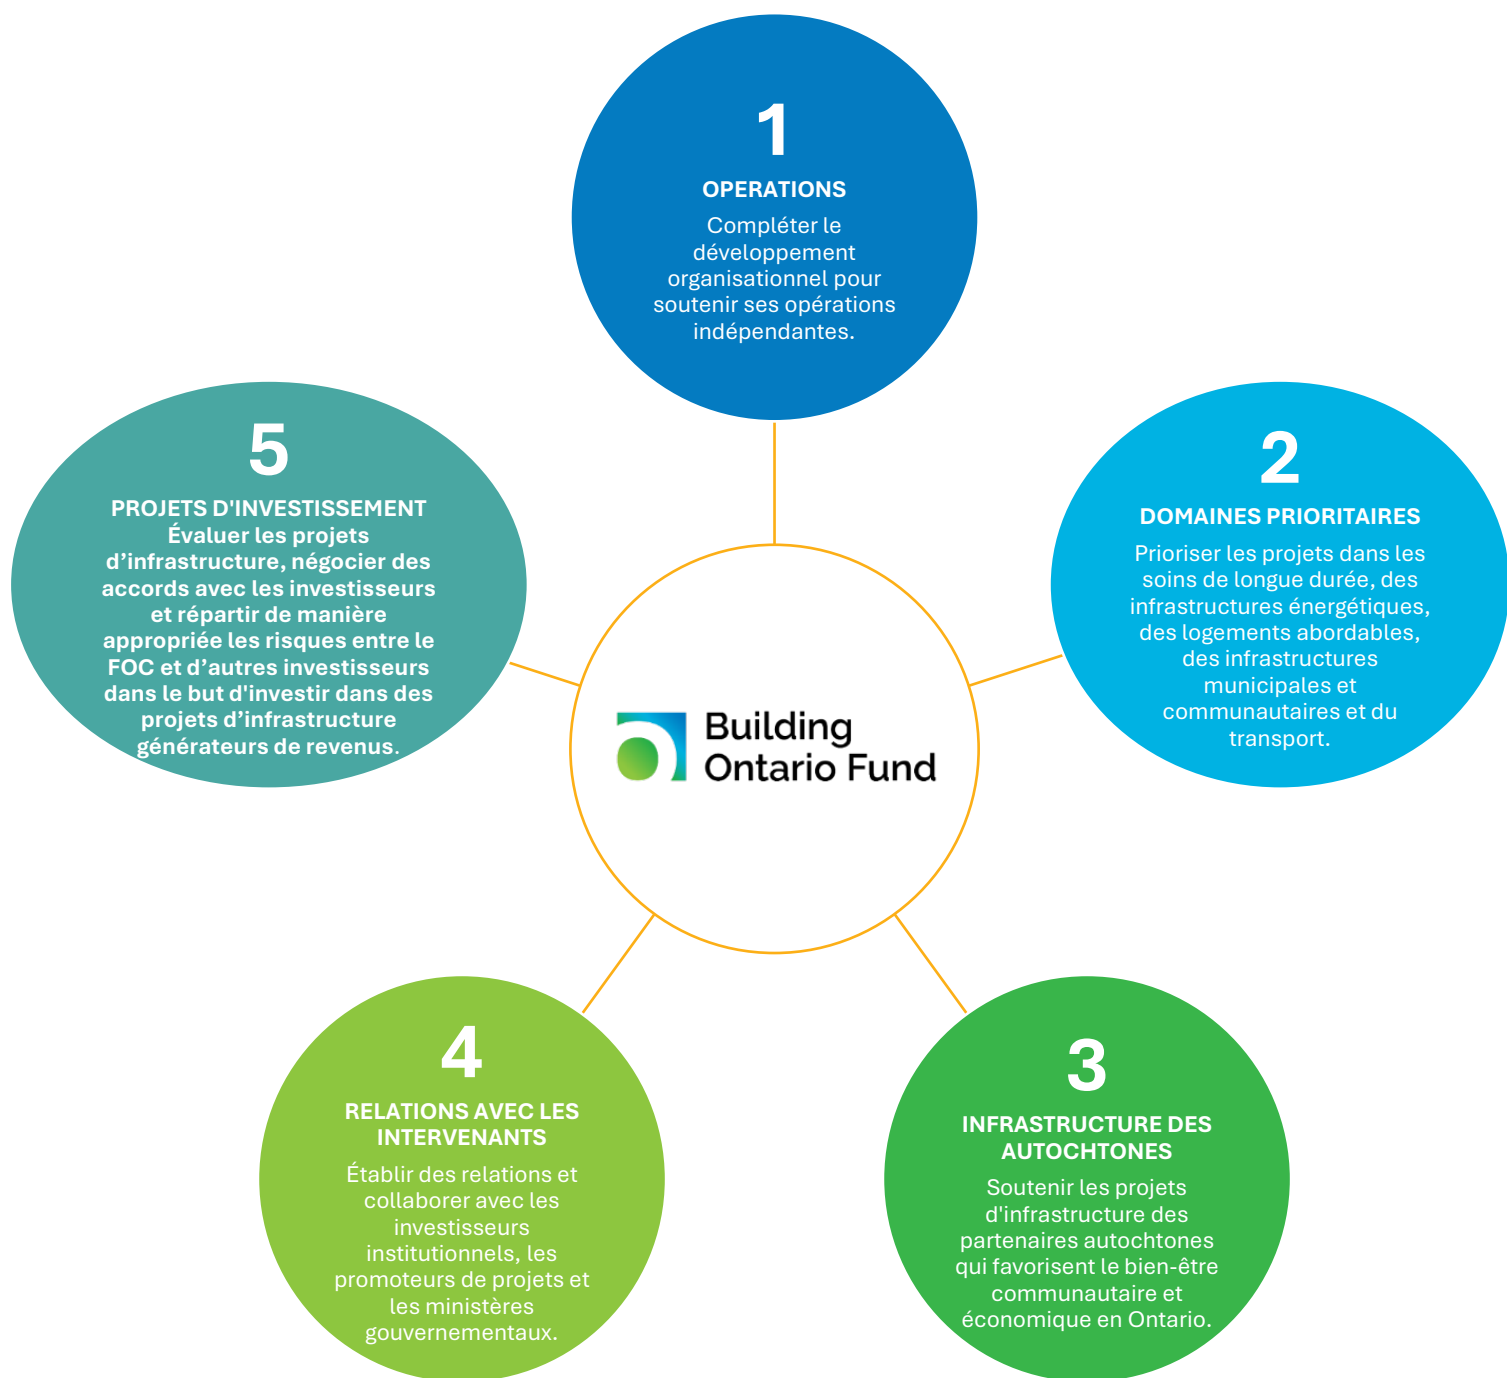 1
OPERATIONS
Compléter le
développement
organisationnel pour
soutenir ses opérations
indépendantes.
2
DOMAINES PRIORITAIRES
Prioriser les projets dans les
soins de longue durée, des
infrastructures énergétiques,
des logements abordables,
des infrastructures
municipales et
communautaires et du
transport.
3
INFRASTRUCTURE DES
AUTOCHTONES
Soutenir les projets
d'infrastructure des
partenaires autochtones
qui favorisent le bien-être
communautaire et
économique en Ontario.
4
RELATIONS AVEC LES
INTERVENANTS
Établir des relations et
collaborer avec les
investisseurs
institutionnels, les
promoteurs de projets et
les ministères
gouvernementaux.
5
PROJETS D'INVESTISSEMENT
Évaluer les projets
d’infrastructure, négocier des
accords avec les investisseurs
et répartir de manière
appropriée les risques entre le
FOC et d’autres investisseurs
dans le but d'investir dans des
projets d’infrastructure
générateurs de revenus.
Building
Ontario Fund